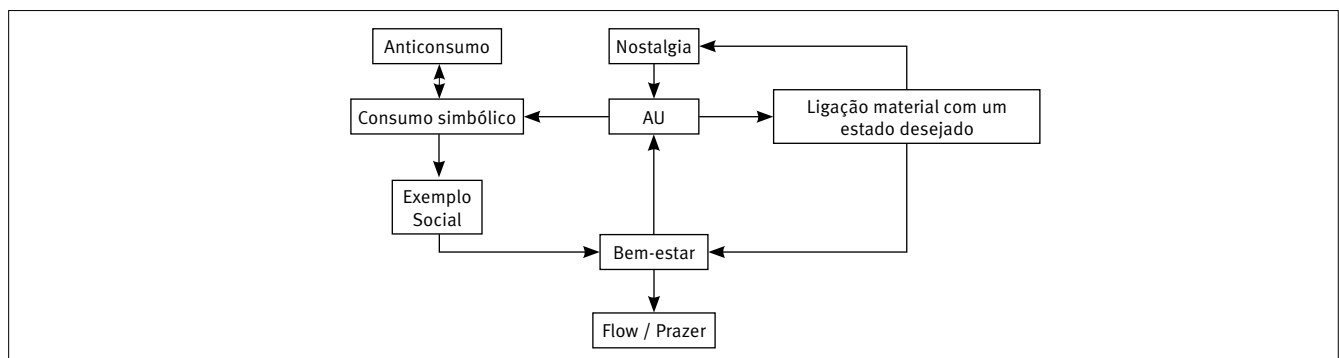 Anticonsumo
Nostalgia
Consumo simbólico
AU
Ligação material com um
estado desejado
Exemplo
Social
Bem-estar
Flow / Prazer